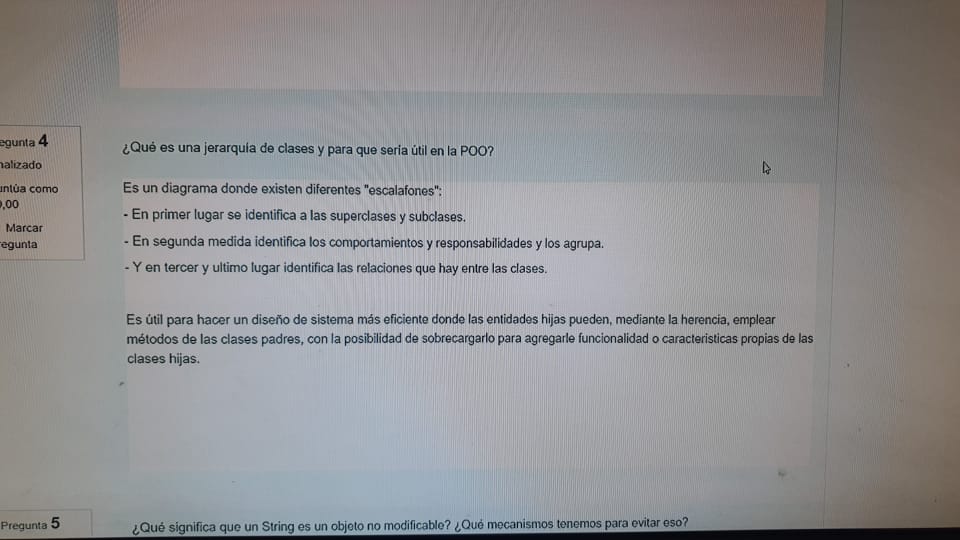 egunta 4
nalizado
untúa como
0,00
Marcar
regunta
¿Qué es una jerarquía de clases y para que seria útil en la POO?
Es un diagrama donde existen diferentes "escalafones":
- En primer lugar se identifica a las superclases y subclases.
- En segunda medida identifica los comportamientos y responsabilidades y los agrupa.
- Y en tercer y ultimo lugar identifica las relaciones que hay entre las clases.
Es útil para hacer un diseño de sistema más eficiente donde las entidades hijas pueden, mediante la herencia, emplear
métodos de las clases padres, con la posibilidad de sobrecargarlo para agregarle funcionalidad o caracteristicas propias de las
clases hijas.
Pregunta 5
¿Qué significa que un String es un objeto no modificable? ¿Qué mecanismos tenemos para evitar eso?